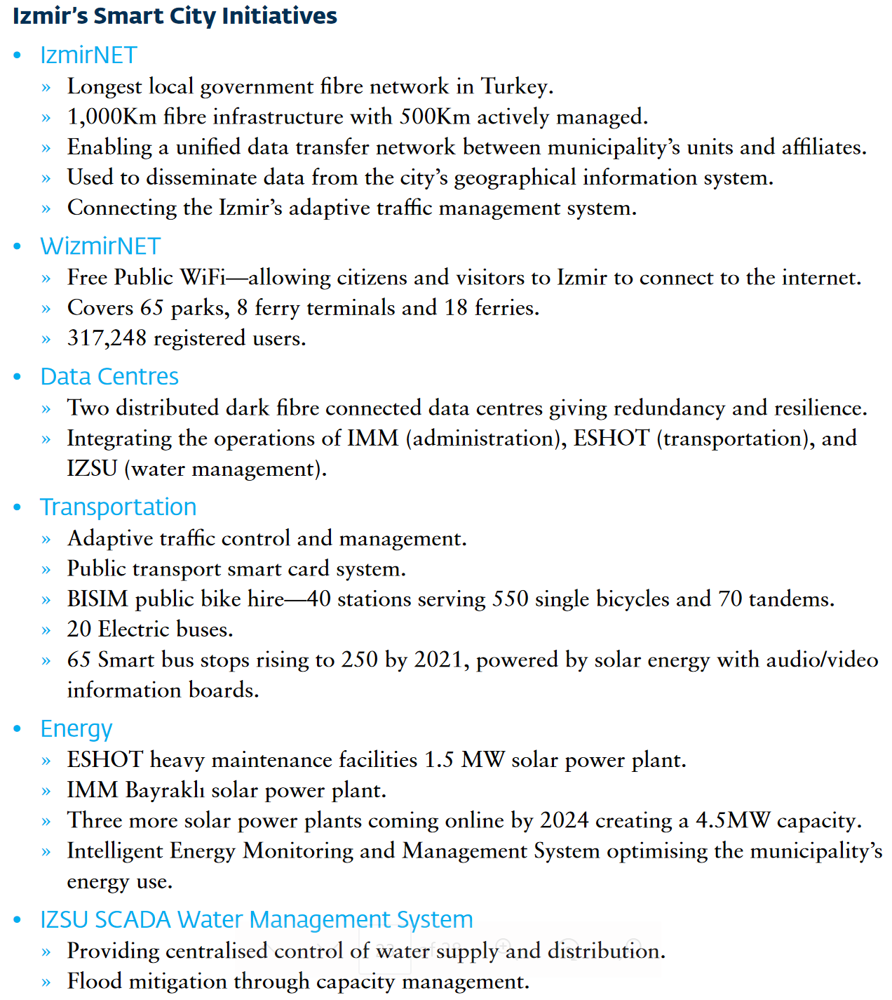 Izmir’s Smart City Initiatives
• IzmirNET
» Longest local government fibre network in Turkey.
» 1,000Km fibre infrastructure with 500Km actively managed.
» Enabling a unified data transfer network between municipality’s units and affiliates.
» Used to disseminate data from the city’s geographical information system.
» Connecting the Izmir’s adaptive traffic management system.
• WizmirNET
» Free Public WiFi—allowing citizens and visitors to Izmir to connect to the internet.
» Covers 65 parks, 8 ferry terminals and 18 ferries.
» 317,248 registered users.
• Data Centres
» Two distributed dark fibre connected data centres giving redundancy and resilience.
» Integrating the operations of IMM (administration), ESHOT (transportation), and
IZSU (water management).
• Transportation
» Adaptive traffic control and management.
» Public transport smart card system.
» BISIM public bike hire—40 stations serving 550 single bicycles and 70 tandems.
» 20 Electric buses.
» 65 Smart bus stops rising to 250 by 2021, powered by solar energy with audio/video
information boards.
• Energy
» ESHOT heavy maintenance facilities 1.5 MW solar power plant.
» IMM Bayraklı solar power plant.
» Three more solar power plants coming online by 2024 creating a 4.5MW capacity.
» Intelligent Energy Monitoring and Management System optimising the municipality’s
energy use.
• IZSU SCADA Water Management System
» Providing centralised control of water supply and distribution.
» Flood mitigation through capacity management.